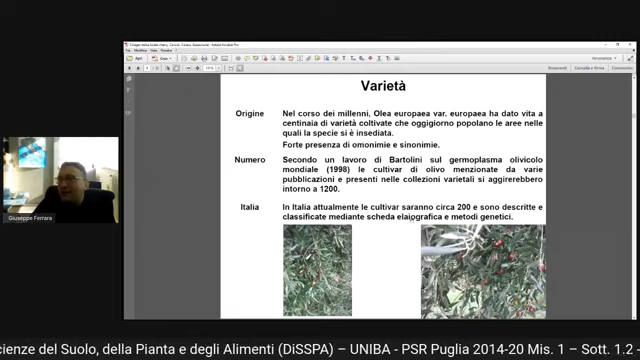 Varietà
Origine
Nel corso dei millenni, Olea europaea var. europaea ha dato vita a
centinaia di varietà coltivate che oggigiorno popolano le aree nelle
quali la specie si è insediata.
Forte presenza di omonimie e sinonimie.
Numero
Secondo un lavoro di Bartolini sul germoplasma olivicolo
mondiale (1998) le cultivar di olivo menzionate da varie
pubblicazioni e presenti nelle collezioni varietali si aggirerebbero
intorno a 1200.
Italia
In Italia attualmente le cultivar saranno circa 200 e sono descritte e
classificate mediante scheda elaiografica e metodi genetici.
Giuseppe Ferrara
cienze del Suolo, della Pianta e degli Alimenti (DiSSPA) – UNIBA - PSR Puglia 2014-20 Mis. 1 – Sott. 1.2 -